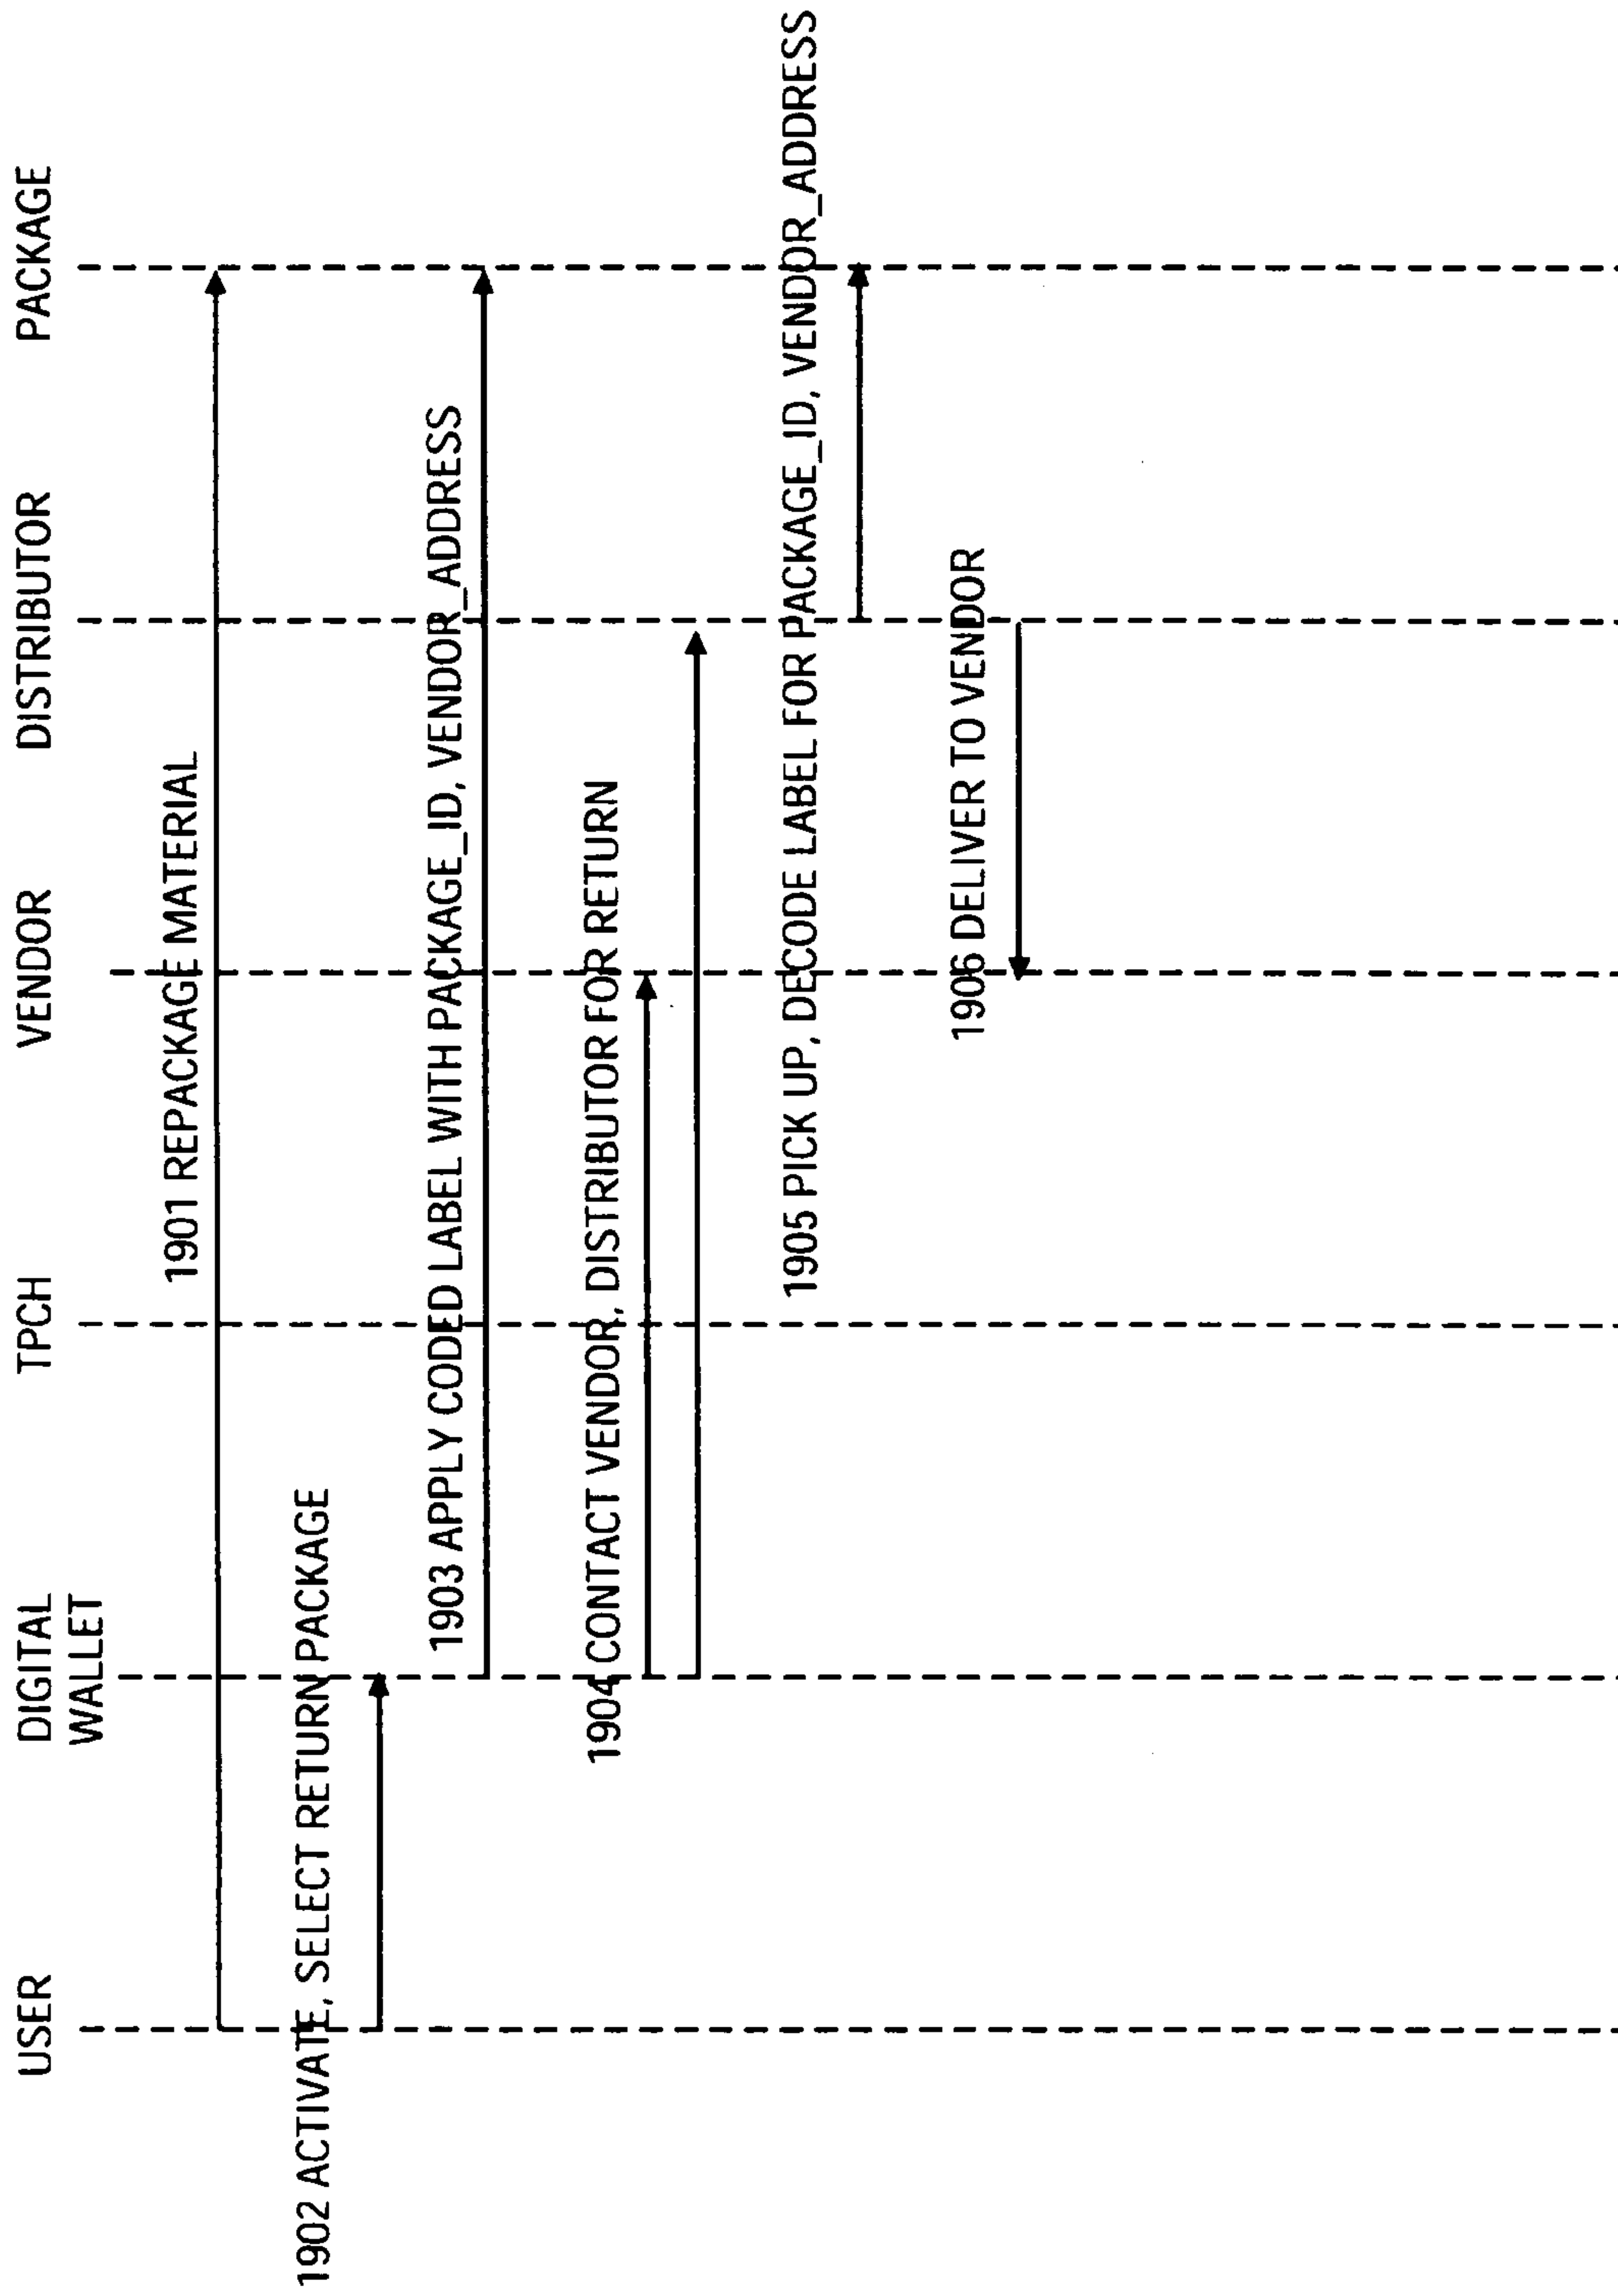 USER
DIGITAL
WALLET
TPCH
VENDOR
DISTRIBUTOR
PACKAGE
1901 REPACKAGE MATERIAL
1902 ACTIVATE, SELECT RETURN PACKAGE
1903 APPLY CODED LABEL WITH PACKAGE_ID, VENDOR_ADDRESS
1904 CONTACT VENDOR, DISTRIBUTOR FOR RETURN
1905 PICK UP, DECODE LABEL FOR PACKAGE_ID, VENDOR_ADDRESS
1906 DELIVER TO VENDOR